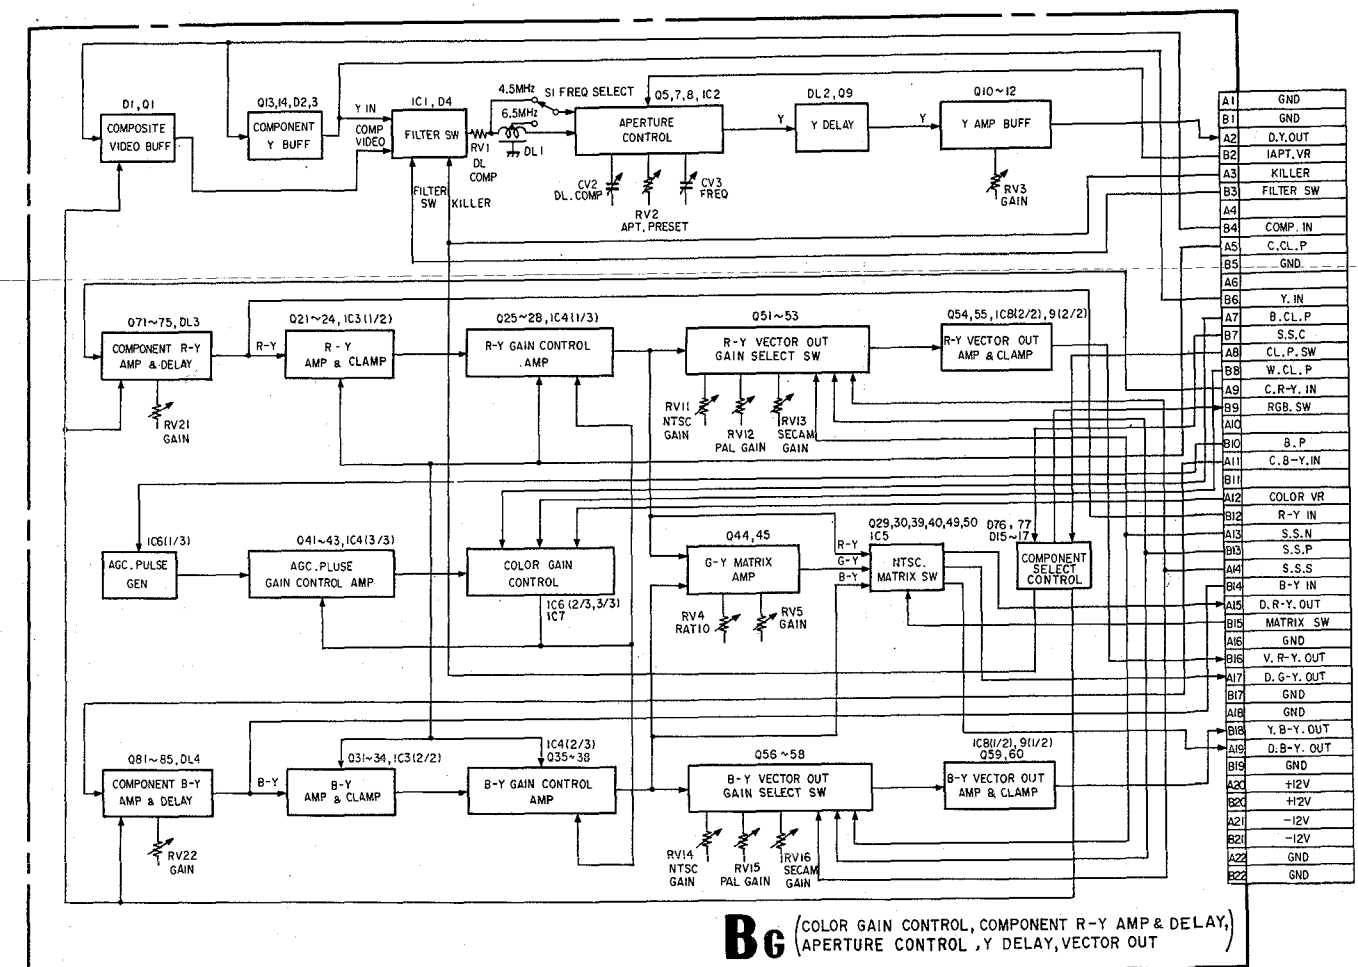 D1, Q1
COMPOSITE
VIDEO BUFF
Q13, 14, D2, 3
COMPONENT
Y BUFF
Y IN
COMP
VIDEO
IC1, D4
FILTER SW
RV1
DL
COMP
4.5MHz
6.5MHz
S1 FREQ SELECT
DL1
Q5, 7, 8, IC2
APERTURE
CONTROL
CV2
DL. COMP
RV2
APT. PRESET
CV3
FREQ
Y
DL2, Q9
Y DELAY
Y
Q10~12
Y AMP BUFF
RV3
GAIN
FILTER
SW
KILLER
Q71~75, DL3
COMPONENT R-Y
AMP & DELAY
RV21
GAIN
R-Y
Q21~24, IC3(1/2)
R-Y
AMP & CLAMP
Q25~28, IC4(1/3)
R-Y GAIN CONTROL
AMP
Q51~53
R-Y VECTOR OUT
GAIN SELECT SW
RV11
NTSC
GAIN
RV12
PAL GAIN
RV13
SECAM
GAIN
Q54, 55, IC8(2/2), 9(2/2)
R-Y VECTOR OUT
AMP & CLAMP
IC6(1/3)
AGC. PULSE
GEN
Q41~43, IC4(3/3)
AGC. PLUSE
GAIN CONTROL AMP
COLOR GAIN
CONTROL
IC6(2/3, 3/3)
IC7
Q44, 45
G-Y MATRIX
AMP
RV4
RATIO
RV5
GAIN
R-Y
G-Y
B-Y
Q29, 30, 39, 40, 49, 50
IC5
NTSC.
MATRIX SW
D76, 77
D15~17
COMPONENT
SELECT
CONTROL
Q81~85, DL4
COMPONENT B-Y
AMP & DELAY
RV22
GAIN
B-Y
Q31~34, IC3(2/2)
B-Y
AMP & CLAMP
IC4(2/3)
Q35~38
B-Y GAIN CONTROL
AMP
Q56~58
B-Y VECTOR OUT
GAIN SELECT SW
RV14
NTSC
GAIN
RV15
PAL GAIN
RV16
SECAM
GAIN
IC8(1/2), 9(1/2)
Q59, 60
B-Y VECTOR OUT
AMP & CLAMP
A1 GND
B1 GND
A2 D.Y.OUT
B2 IAPT.VR
A3 KILLER
B3 FILTER SW
A4
B4 COMP. IN
A5 C.CL.P
B5 GND
A6
B6 Y. IN
A7 B.CL.P
B7 S.S.C
A8 CL.P.SW
B8 W.CL.P
A9 C.R-Y. IN
B9 RGB. SW
A10
B10 B.P
A11 C.B-Y.IN
B11
A12 COLOR VR
B12 R-Y IN
A13 S.S.N
B13 S.S.P
A14 S.S.S
B14 B-Y IN
A15 D.R-Y.OUT
B15 MATRIX SW
A16 GND
B16 V.R-Y.OUT
A17 D.G-Y.OUT
B17 GND
A18 GND
B18 Y.B-Y.OUT
A19 D.B-Y.OUT
B19 GND
A20 +12V
B20 +12V
A21 -12V
B21 -12V
A22 GND
B22 GND
BG (COLOR GAIN CONTROL, COMPONENT R-Y AMP & DELAY,
APERTURE CONTROL, Y DELAY, VECTOR OUT)